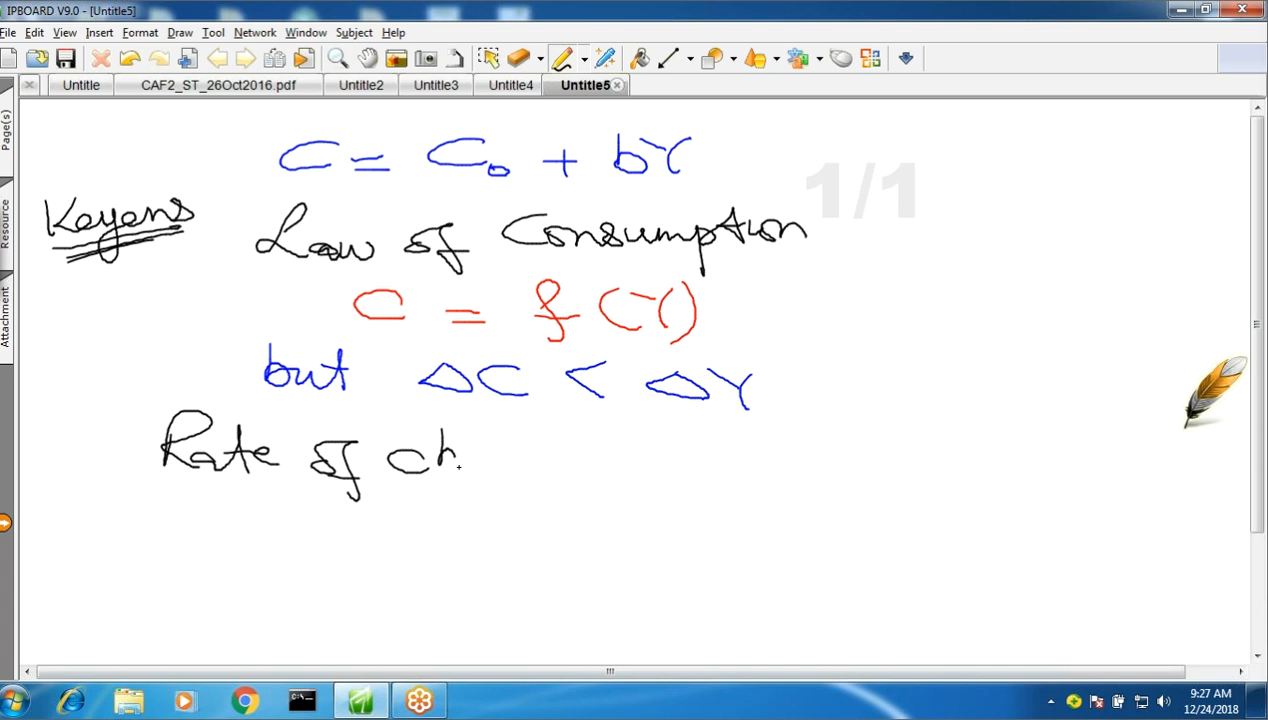 IPBOARD V9.0 - [Untitle5]
File Edit View Insert Format Draw Tool Network Window Subject Help
Untitle CAF2_ST_26Oct2016.pdf Untitle2 Untitle3 Untitle4 Untitle5
Page(s)
Resource
Attachment
1/1
C = C₀ + bY
Keyens Law of Consumption
C = f (Y)
but ΔC < ΔY
Rate of ch
9:27 AM
12/24/2018